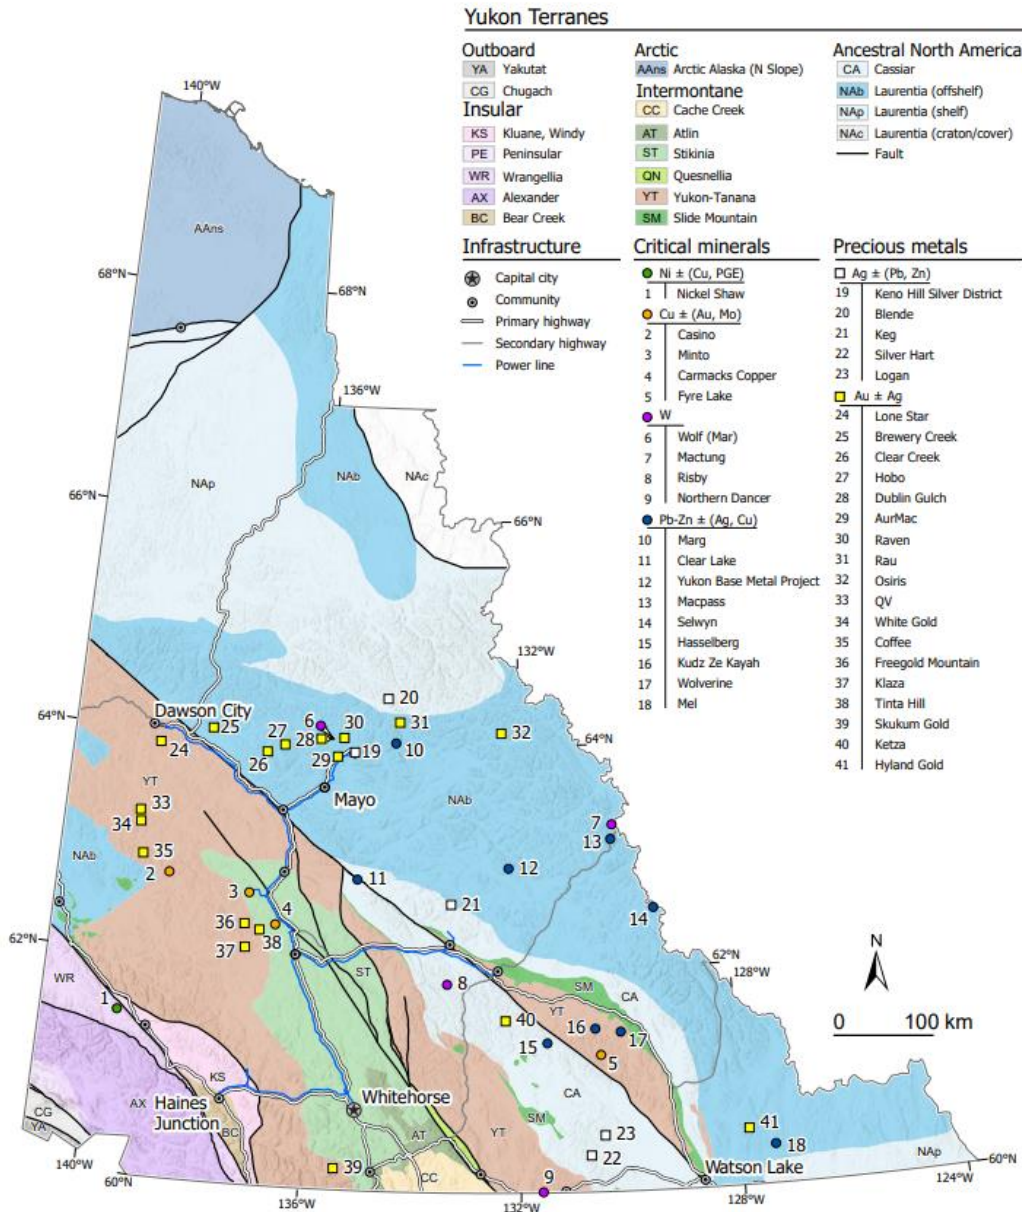 Yukon Terranes
Outboard
YA Yakutat
CG Chugach
Insular
KS Kluane, Windy
PE Peninsular
WR Wrangellia
AX Alexander
BC Bear Creek
Arctic
AAns Arctic Alaska (N Slope)
Intermontane
CC Cache Creek
AT Atlin
ST Stikinia
QN Quesnellia
YT Yukon-Tanana
SM Slide Mountain
Ancestral North America
CA Cassiar
NAb Laurentia (offshelf)
NAp Laurentia (shelf)
NAc Laurentia (craton/cover)
Fault
Infrastructure
Capital city
Community
Primary highway
Secondary highway
Power line
Critical minerals
Ni ± (Cu, PGE)
1 Nickel Shaw
Cu ± (Au, Mo)
2 Casino
3 Minto
4 Carmacks Copper
5 Fyre Lake
W
6 Wolf (Mar)
7 Mactung
8 Risby
9 Northern Dancer
Pb-Zn ± (Ag, Cu)
10 Marg
11 Clear Lake
12 Yukon Base Metal Project
13 Macpass
14 Selwyn
15 Hasselberg
16 Kudz Ze Kayah
17 Wolverine
18 Mel
Precious metals
Ag ± (Pb, Zn)
19 Keno Hill Silver District
20 Blende
21 Keg
22 Silver Hart
23 Logan
Au ± Ag
24 Lone Star
25 Brewery Creek
26 Clear Creek
27 Hobo
28 Dublin Gulch
29 AurMac
30 Raven
31 Rau
32 Osiris
33 QV
34 White Gold
35 Coffee
36 Freegold Mountain
37 Klaza
38 Tinta Hill
39 Skukum Gold
40 Ketza
41 Hyland Gold
140°W
AAns
68°N
68°N
136°W
NAp
NAb
NAc
66°N
66°N
132°W
64°N
Dawson City
20
25
24
27
26
6
28
30
29
19
31
10
32
64°N
YT
Mayo
NAb
33
34
35
2
NAb
7
13
11
12
3
4
21
14
36
38
37
62°N
62°N
128°W
N
WR
ST
1
8
SM
CA
YT
40
16
17
15
5
0 100 km
KS
Whitehorse
Haines
Junction
CG
YA
AX
BC
AT
CC
YT
SM
CA
23
22
41
18
39
9
Watson Lake
NAp
140°W
60°N
136°W
132°W
128°W
124°W
60°N